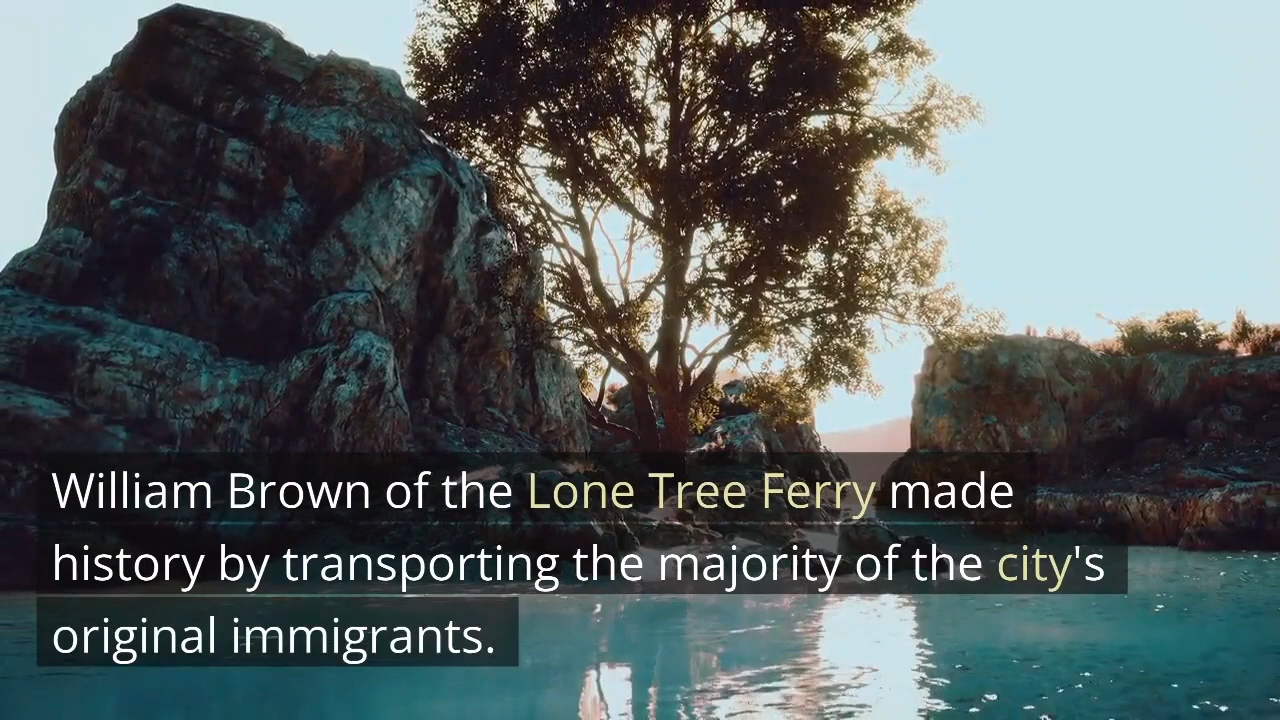 William Brown of the Lone Tree Ferry made
history by transporting the majority of the city's
original immigrants.